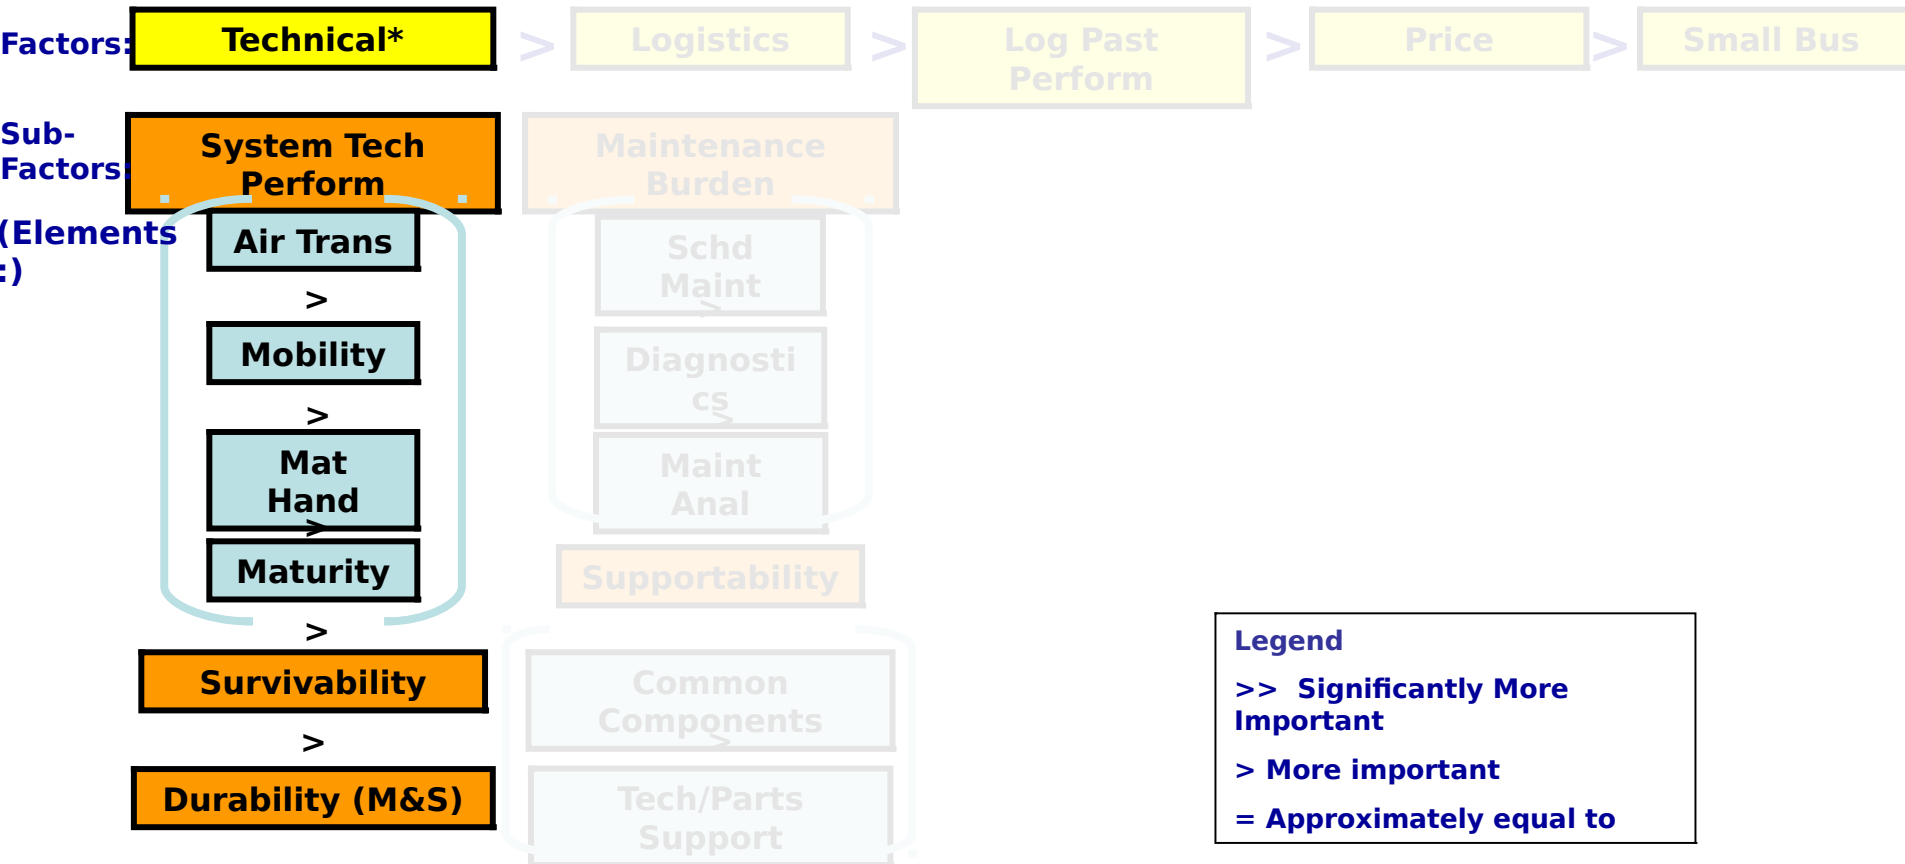 Factors:
Technical*
>
Logistics
>
Log Past
Perform
>
Price
>
Small Bus
Sub-
Factors:
System Tech
Perform
Maintenance
Burden
(Elements
:)
Air Trans
>
Mobility
>
Mat
Hand
>
Maturity
>
Survivability
>
Durability (M&S)
Schd
Maint
>
Diagnosti
cs
>
Maint
Anal
Supportability
Common
Components
>
Tech/Parts
Support
Legend
>> Significantly More
Important
> More important
= Approximately equal to